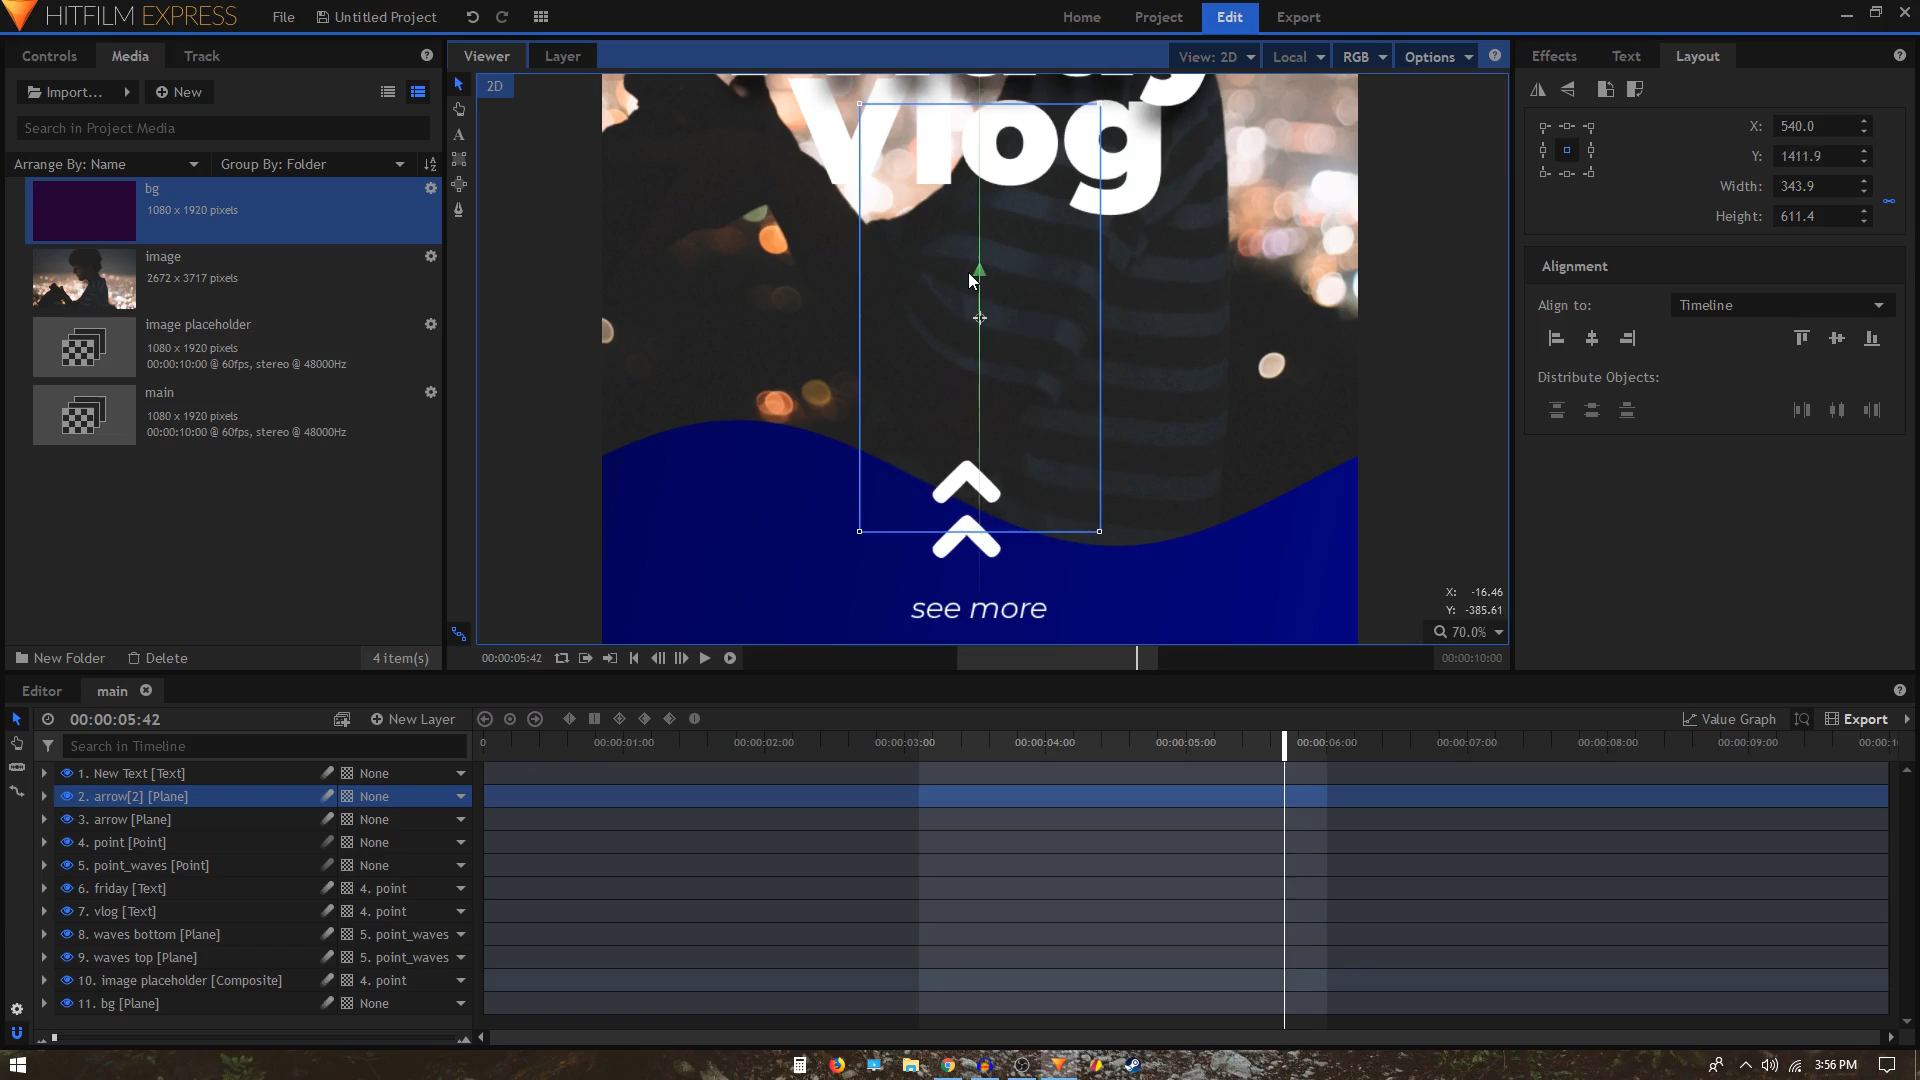 HITFILM EXPRESS
File
Untitled Project
Home
Project
Edit
Export
Controls
Media
Track
Viewer
Layer
View: 2D
Local
RGB
Options
Effects
Text
Layout
Import...
New
Search in Project Media
Arrange By: Name
Group By: Folder
bg
1080 x 1920 pixels
image
2672 x 3717 pixels
image placeholder
1080 x 1920 pixels
00:00:10:00 @ 60fps, stereo @ 48000Hz
main
1080 x 1920 pixels
00:00:10:00 @ 60fps, stereo @ 48000Hz
New Folder
Delete
4 item(s)
2D
vlog
see more
X: -16.46
Y: -385.61
70.0%
00:00:05:42
00:00:10:00
X: 540.0
Y: 1411.9
Width: 343.9
Height: 611.4
Alignment
Align to:
Timeline
Distribute Objects:
Editor
main
00:00:05:42
New Layer
Value Graph
Export
Search in Timeline
0
00:00:01:00
00:00:02:00
00:00:03:00
00:00:04:00
00:00:05:00
00:00:06:00
00:00:07:00
00:00:08:00
00:00:09:00
00:00:1
1. New Text [Text] None
2. arrow[2] [Plane] None
3. arrow [Plane] None
4. point [Point] None
5. point_waves [Point] None
6. friday [Text] 4. point
7. vlog [Text] 4. point
8. waves bottom [Plane] 5. point_waves
9. waves top [Plane] 5. point_waves
10. image placeholder [Composite] 4. point
11. bg [Plane] None
3:56 PM